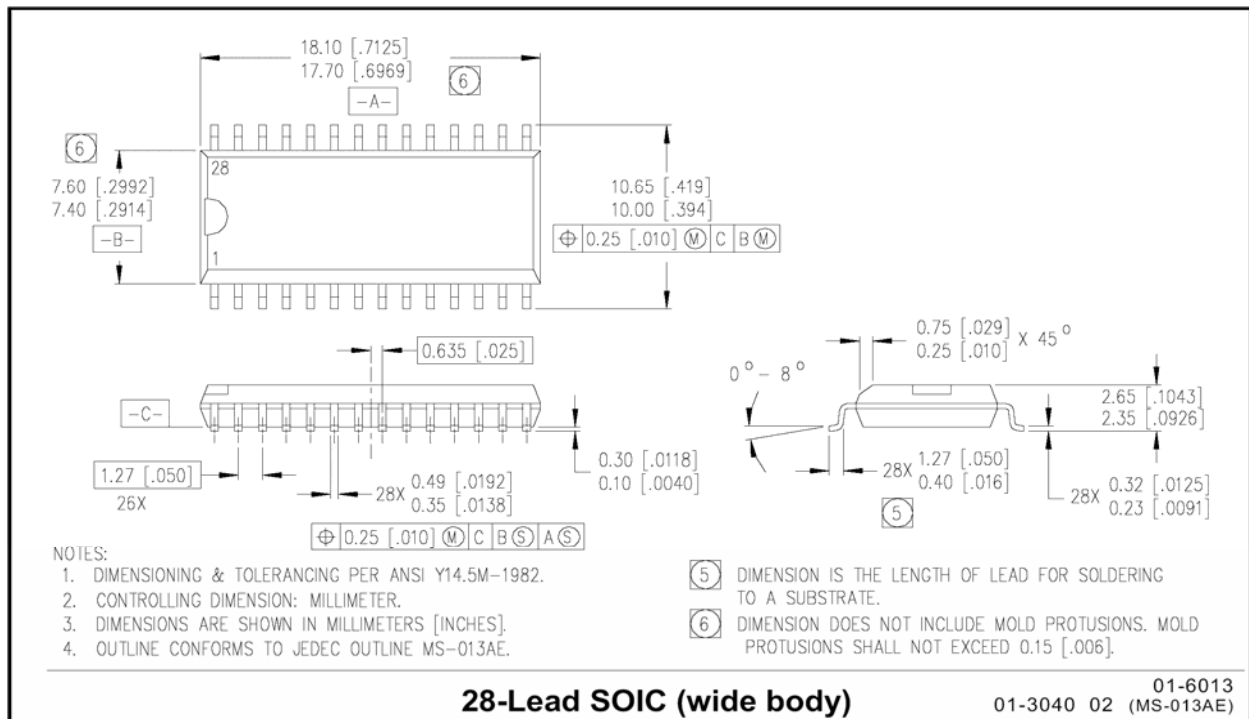 18.10 [.7125]
17.70 [.6969]
6
-A-
6
28
7.60 [.2992]
7.40 [.2914]
-B-
1
10.65 [.419]
10.00 [.394]
⌖ 0.25 [.010] Ⓜ C B Ⓜ
0.635 [.025]
-C-
1.27 [.050]
26X
28X 0.49 [.0192]
0.35 [.0138]
⌖ 0.25 [.010] Ⓜ C B Ⓢ A Ⓢ
0.30 [.0118]
0.10 [.0040]
0.75 [.029]
0.25 [.010] X 45°
0° - 8°
2.65 [.1043]
2.35 [.0926]
28X 1.27 [.050]
0.40 [.016]
5
28X 0.32 [.0125]
0.23 [.0091]
NOTES:
1. DIMENSIONING & TOLERANCING PER ANSI Y14.5M-1982.
2. CONTROLLING DIMENSION: MILLIMETER.
3. DIMENSIONS ARE SHOWN IN MILLIMETERS [INCHES].
4. OUTLINE CONFORMS TO JEDEC OUTLINE MS-013AE.
5 DIMENSION IS THE LENGTH OF LEAD FOR SOLDERING
TO A SUBSTRATE.
6 DIMENSION DOES NOT INCLUDE MOLD PROTUSIONS. MOLD
PROTUSIONS SHALL NOT EXCEED 0.15 [.006].
28-Lead SOIC (wide body)
01-6013
01-3040 02 (MS-013AE)